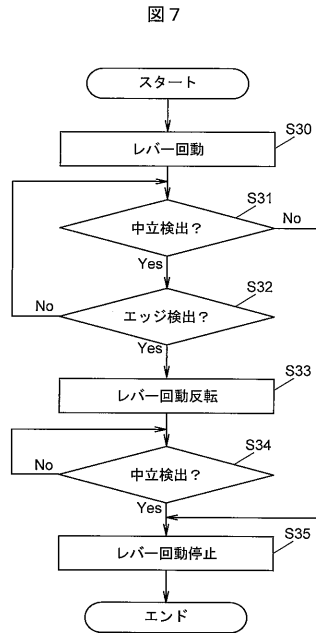 図７
スタート
S30
レバー回動
S31
中立検出？
No
Yes
S32
エッジ検出？
No
Yes
S33
レバー回動反転
S34
中立検出？
No
Yes
S35
レバー回動停止
エンド